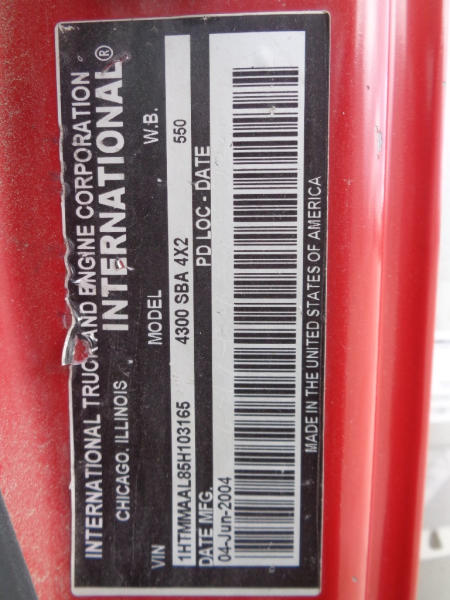 INTERNATIONAL TRUCK AND ENGINE CORPORATION
CHICAGO, ILLINOIS INTERNATIONAL®
VIN MODEL W.B.
1HTMMAAL85H103165 4300 SBA 4X2 550
DATE MFG. PD LOC - DATE
04-Jun-2004
MADE IN THE UNITED STATES OF AMERICA